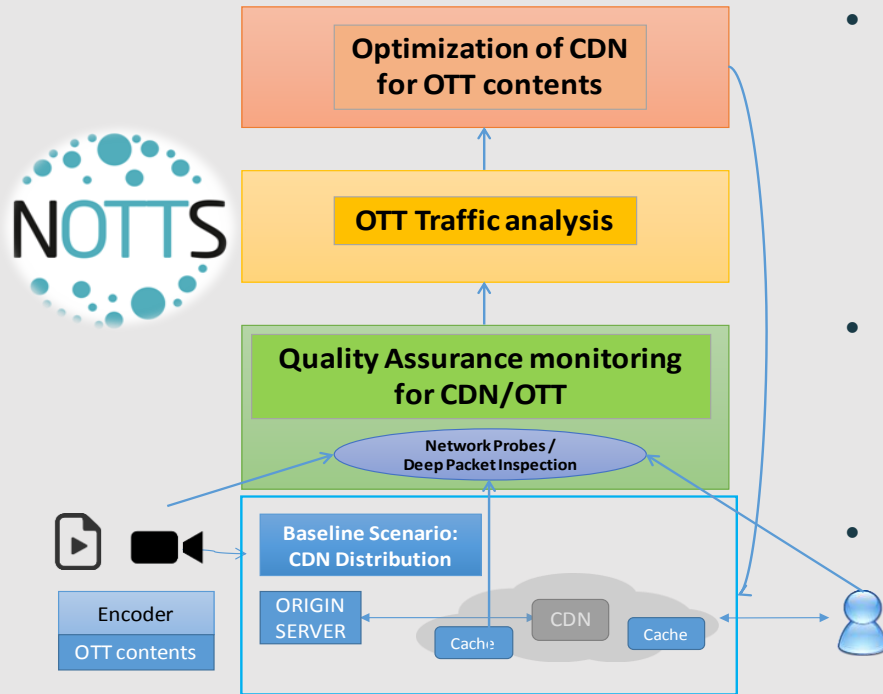 Optimization of CDN
for OTT contents
NOTTS
OTT Traffic analysis
Quality Assurance monitoring
for CDN/OTT
Network Probes /
Deep Packet Inspection
Baseline Scenario:
CDN Distribution
Encoder
OTT contents
ORIGIN
SERVER
CDN
Cache
Cache